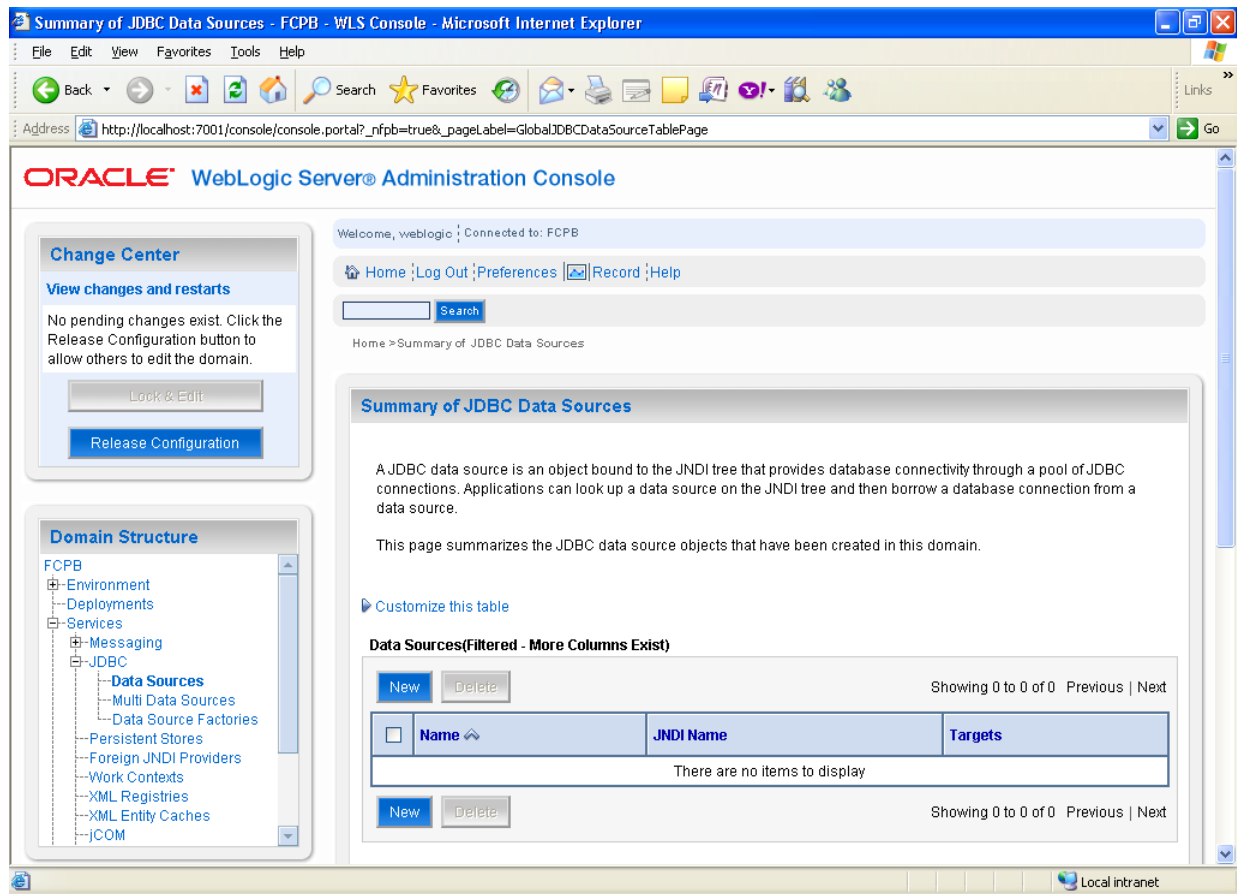 Summary of JDBC Data Sources - FCPB - WLS Console - Microsoft Internet Explorer
File Edit View Favorites Tools Help
Back Search Favorites Links
Address http://localhost:7001/console/console.portal?_nfpb=true&_pageLabel=GlobalJDBCDataSourceTablePage Go
ORACLE WebLogic Server® Administration Console
Change Center
View changes and restarts
No pending changes exist. Click the
Release Configuration button to
allow others to edit the domain.
Lock & Edit
Release Configuration
Domain Structure
FCPB
Environment
Deployments
Services
Messaging
JDBC
Data Sources
Multi Data Sources
Data Source Factories
Persistent Stores
Foreign JNDI Providers
Work Contexts
XML Registries
XML Entity Caches
jCOM
Welcome, weblogic Connected to: FCPB
Home Log Out Preferences Record Help
Search
Home >Summary of JDBC Data Sources
Summary of JDBC Data Sources
A JDBC data source is an object bound to the JNDI tree that provides database connectivity through a pool of JDBC
connections. Applications can look up a data source on the JNDI tree and then borrow a database connection from a
data source.
This page summarizes the JDBC data source objects that have been created in this domain.
Customize this table
Data Sources(Filtered - More Columns Exist)
New Delete Showing 0 to 0 of 0 Previous | Next
Name JNDI Name Targets
There are no items to display
New Delete Showing 0 to 0 of 0 Previous | Next
Local intranet